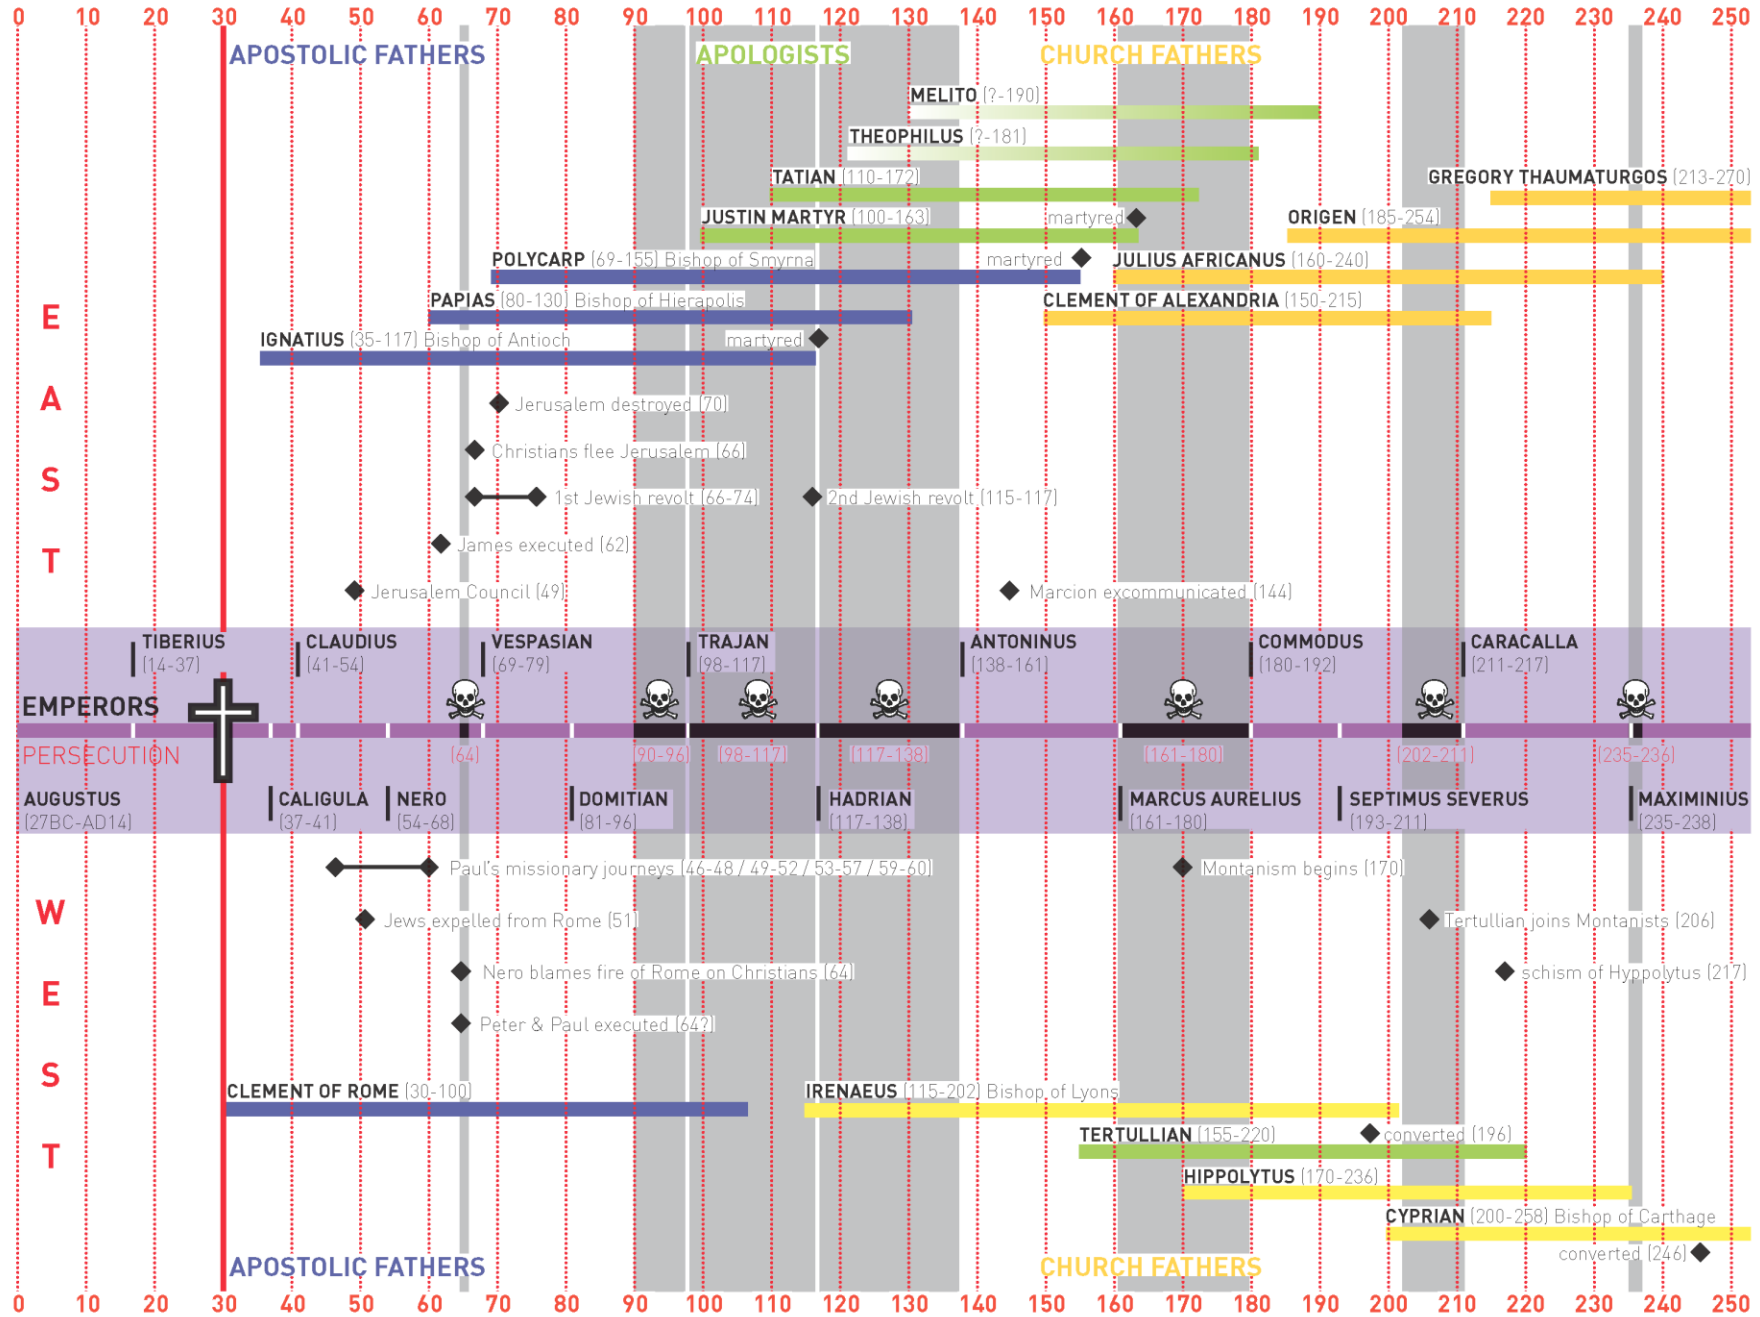 0 10 20 30 40 50 60 70 80 90 100 110 120 130 140 150 160 170 180 190 200 210 220 230 240 250
APOSTOLIC FATHERS
APOLOGISTS
CHURCH FATHERS
MELITO (?-190)
THEOPHILUS (?-181)
TATIAN (110-172)
GREGORY THAUMATURGOS (213-270)
JUSTIN MARTYR (100-163)
martyred
ORIGEN (185-254)
POLYCARP (69-155) Bishop of Smyrna
martyred
JULIUS AFRICANUS (160-240)
PAPIAS (80-130) Bishop of Hierapolis
CLEMENT OF ALEXANDRIA (150-215)
IGNATIUS (35-117) Bishop of Antioch
martyred
EAST
Jerusalem destroyed (70)
Christians flee Jerusalem (66)
1st Jewish revolt (66-74)
2nd Jewish revolt (115-117)
James executed (62)
Jerusalem Council (49)
Marcion excommunicated (144)
TIBERIUS
(14-37)
CLAUDIUS
(41-54)
VESPASIAN
(69-79)
TRAJAN
(98-117)
ANTONINUS
(138-161)
COMMODUS
(180-192)
CARACALLA
(211-217)
EMPERORS
PERSECUTION
(64)
(90-96)
(98-117)
(117-138)
(161-180)
(202-211)
(235-236)
AUGUSTUS
(27BC-AD14)
CALIGULA
(37-41)
NERO
(54-68)
DOMITIAN
(81-96)
HADRIAN
(117-138)
MARCUS AURELIUS
(161-180)
SEPTIMUS SEVERUS
(193-211)
MAXIMINIUS
(235-238)
WEST
Paul's missionary journeys (46-48 / 49-52 / 53-57 / 59-60)
Montanism begins (170)
Jews expelled from Rome (51)
Tertullian joins Montanists (206)
Nero blames fire of Rome on Christians (64)
schism of Hyppolytus (217)
Peter & Paul executed (64?)
CLEMENT OF ROME (30-100)
IRENAEUS (115-202) Bishop of Lyons
TERTULLIAN (155-220)
converted (196)
HIPPOLYTUS (170-236)
CYPRIAN (200-258) Bishop of Carthage
converted (246)
APOSTOLIC FATHERS
CHURCH FATHERS
0 10 20 30 40 50 60 70 80 90 100 110 120 130 140 150 160 170 180 190 200 210 220 230 240 250